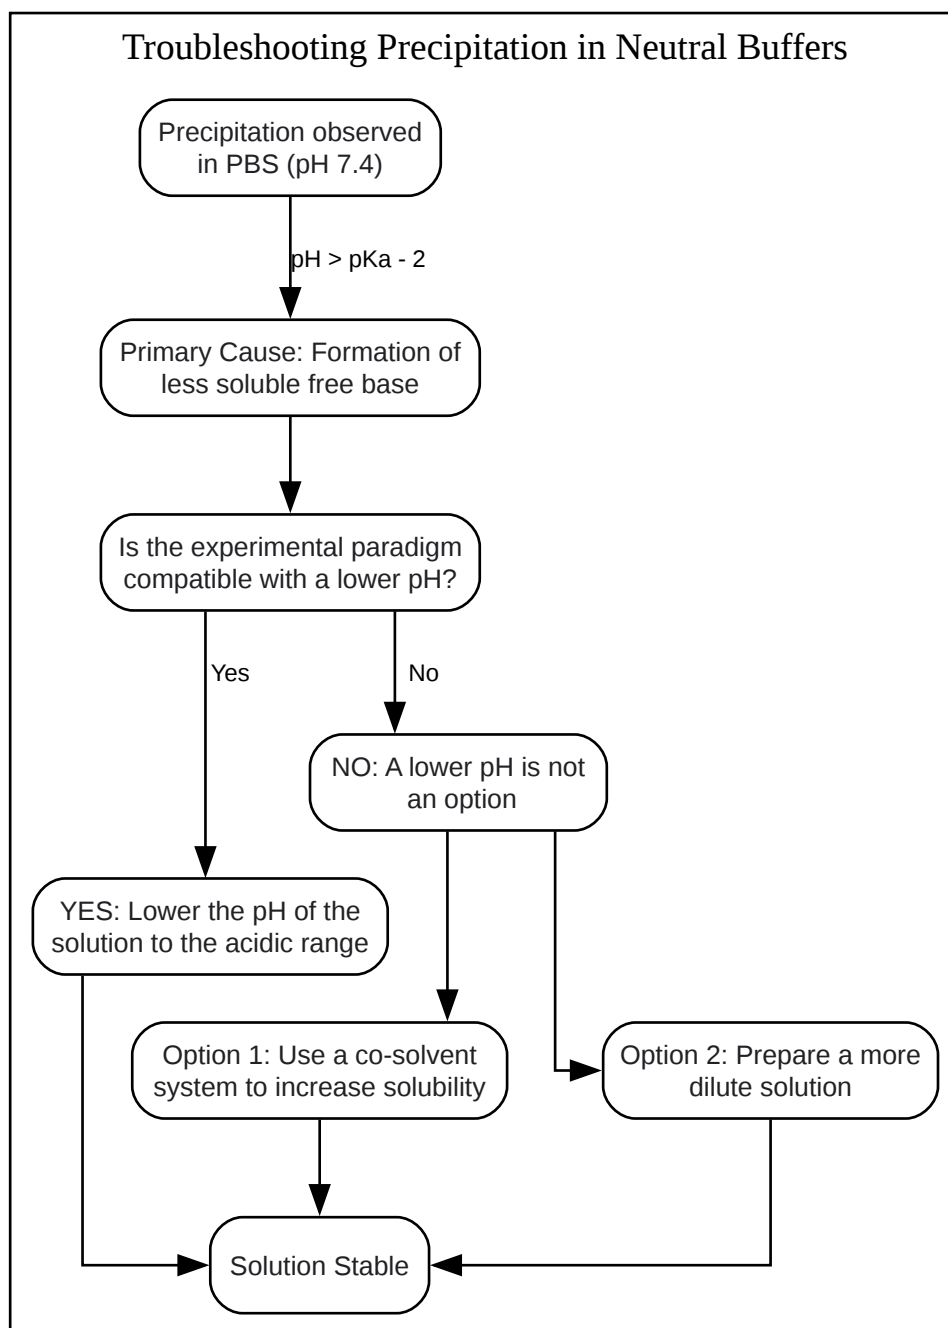 Troubleshooting Precipitation in Neutral Buffers
Precipitation observed
in PBS (pH 7.4)
pH > pKa - 2
Primary Cause: Formation of
less soluble free base
Is the experimental paradigm
compatible with a lower pH?
Yes
No
NO: A lower pH is not
an option
YES: Lower the pH of the
solution to the acidic range
Option 1: Use a co-solvent
system to increase solubility
Option 2: Prepare a more
dilute solution
Solution Stable